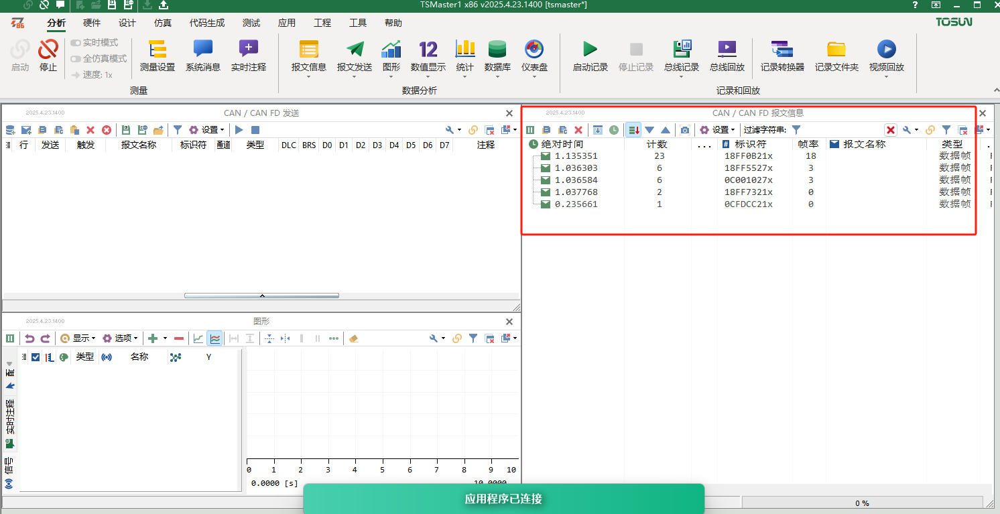 TSMaster1 x86 v2025.4.23.1400 [tsmaster*]
分析 硬件 设计 仿真 代码生成 测试 应用 工程 工具 帮助
TOSUN
启动 停止
实时模式
全仿真模式
速度: 1x
测量设置 系统消息 实时注释
报文信息 报文发送 图形 数值显示 统计 数据库 仪表盘
启动记录 停止记录 总线记录 总线回放 记录转换器 记录文件夹 视频回放
测量 数据分析 记录和回放
2025.4.23.1400 CAN / CAN FD 发送
设置
行 发送 触发 报文名称 标识符 通道 类型 DLC BRS D0 D1 D2 D3 D4 D5 D6 D7 注释
2025.4.23.1400 CAN / CAN FD 报文信息
设置 过滤字符串:
绝对时间 计数 ... 标识符 帧率 报文名称 类型 .
1.135351 23 18FF0B21x 18 数据帧
1.036303 6 18FF5527x 3 数据帧
1.036584 6 0C001027x 3 数据帧
1.037768 2 18FF7321x 0 数据帧
0.235661 1 0CFDCC21x 0 数据帧
2025.4.23.1400 图形
显示 选项
类型 名称 Y
实时注释
信号
0 1 2 3 4 5 6 7 8 9 10
0.0000 [s] 10.0000
应用程序已连接
0 %